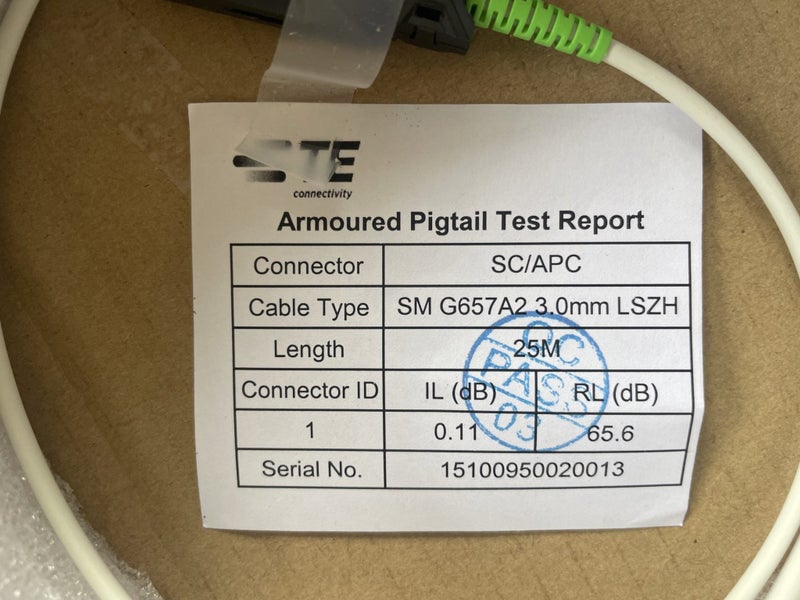 TE
connectivity
Armoured Pigtail Test Report
Connector SC/APC
Cable Type SM G657A2 3.0mm LSZH
Length 25M
Connector ID IL (dB) RL (dB)
1 0.11 65.6
Serial No. 15100950020013
QC
PASS
03